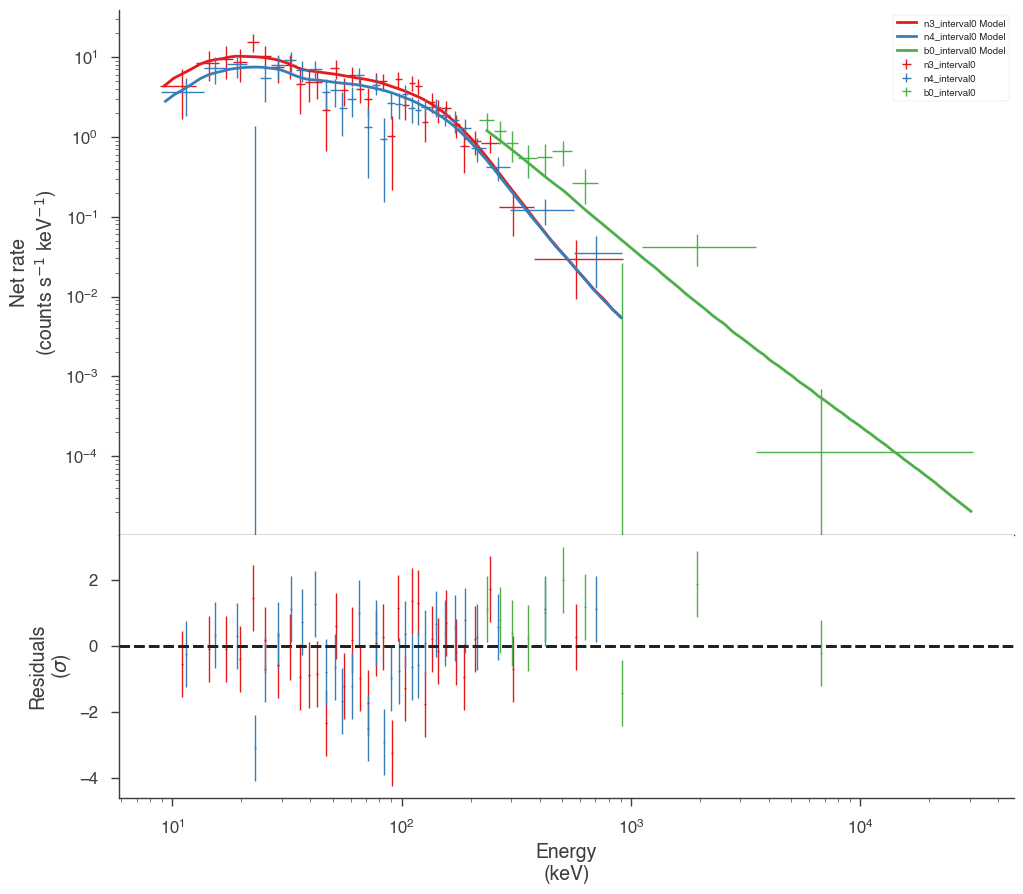 n3_interval0 Model
n4_interval0 Model
b0_interval0 Model
n3_interval0
n4_interval0
b0_interval0
10¹
10⁰
10⁻¹
10⁻²
10⁻³
10⁻⁴
Net rate
(counts s⁻¹ keV⁻¹)
2
0
−2
−4
Residuals
(σ)
10¹ 10² 10³ 10⁴
Energy
(keV)